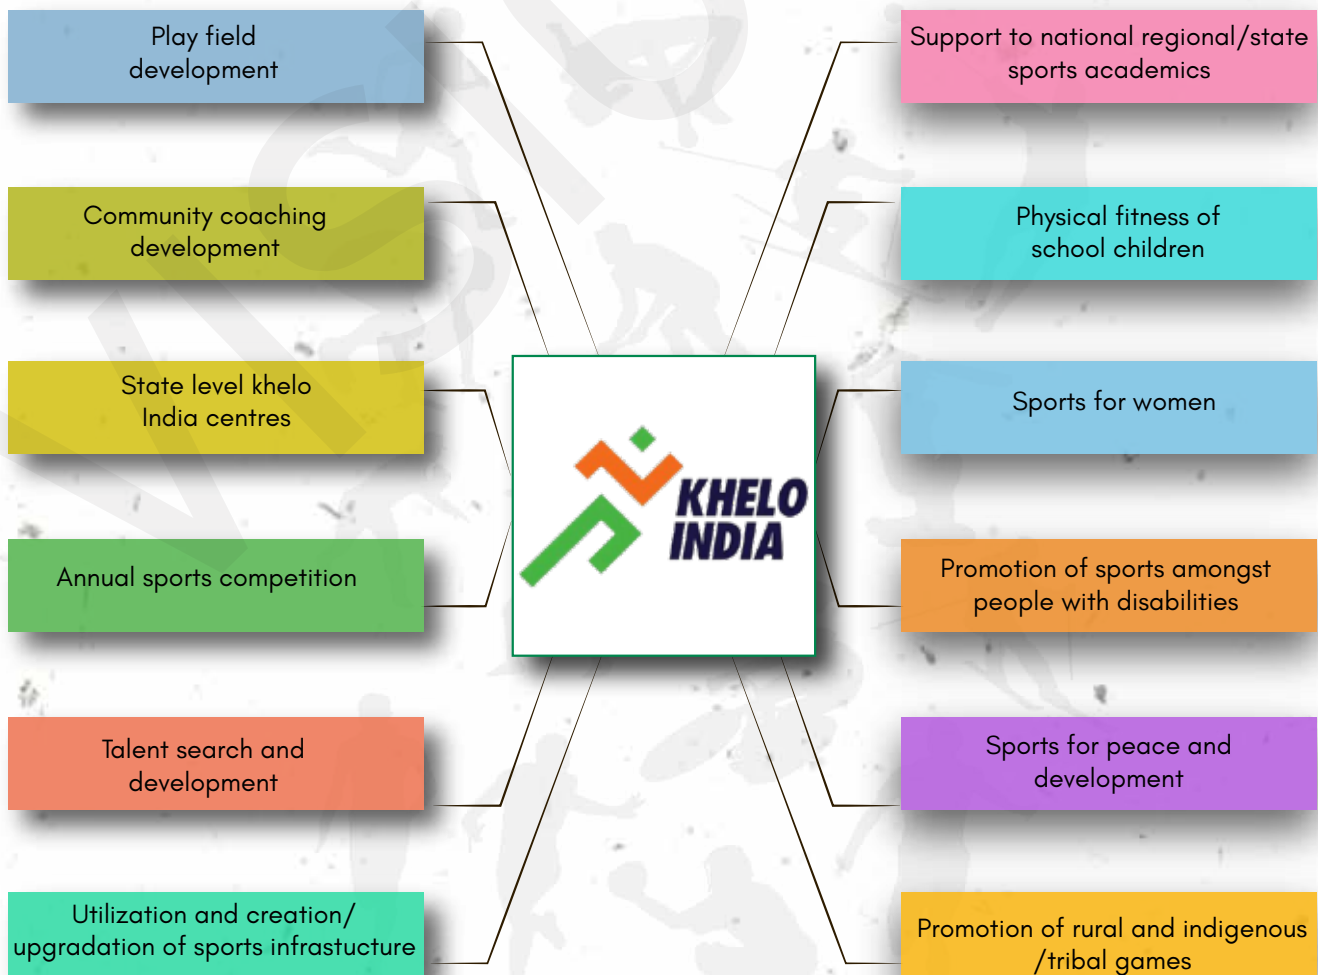 Play field
development
Community coaching
development
State level khelo
India centres
Annual sports competition
Talent search and
development
Utilization and creation/
upgradation of sports infrastucture
KHELO
INDIA
Support to national regional/state
sports academics
Physical fitness of
school children
Sports for women
Promotion of sports amongst
people with disabilities
Sports for peace and
development
Promotion of rural and indigenous
/tribal games